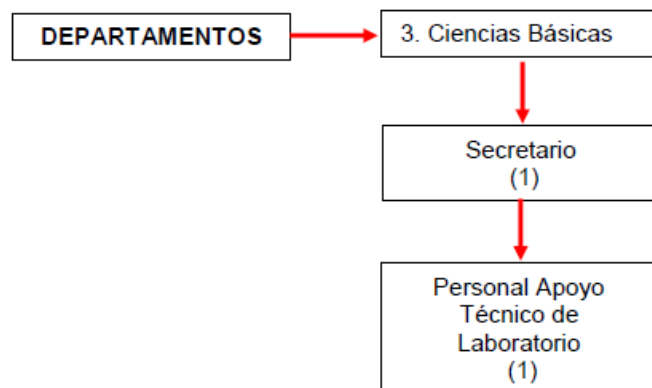 DEPARTAMENTOS
3. Ciencias Básicas
Secretario
(1)
Personal Apoyo
Técnico de
Laboratorio
(1)